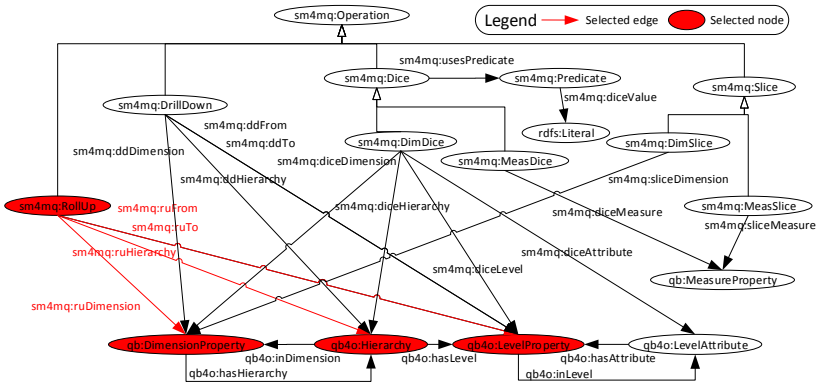 sm4mq:Operation
Legend
Selected edge
Selected node
sm4mq:usesPredicate
sm4mq:Dice
sm4mq:Predicate
sm4mq:Slice
sm4mq:diceValue
sm4mq:DrillDown
sm4mq:ddFrom
sm4mq:ddTo
rdfs:Literal
sm4mq:DimDice
sm4mq:DimSlice
sm4mq:ddDimension
sm4mq:diceDimension
sm4mq:MeasDice
sm4mq:ddHierarchy
sm4mq:sliceDimension
sm4mq:RollUp
sm4mq:ruFrom
sm4mq:diceHierarchy
sm4mq:diceMeasure
sm4mq:MeasSlice
sm4mq:ruTo
sm4mq:sliceMeasure
sm4mq:ruHierarchy
sm4mq:diceAttribute
sm4mq:diceLevel
qb:MeasureProperty
sm4mq:ruDimension
qb:DimensionProperty
qb4o:inDimension
qb4o:Hierarchy
qb4o:hasLevel
qb4o:LevelProperty
qb4o:hasAttribute
qb4o:LevelAttribute
qb4o:hasHierarchy
qb4o:inLevel